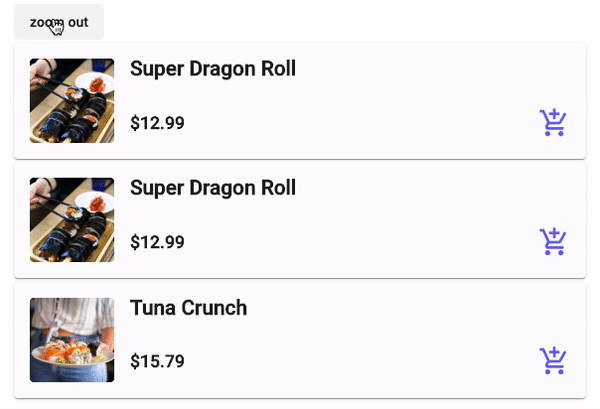 zoom out
Super Dragon Roll
$12.99
Super Dragon Roll
$12.99
Tuna Crunch
$15.79